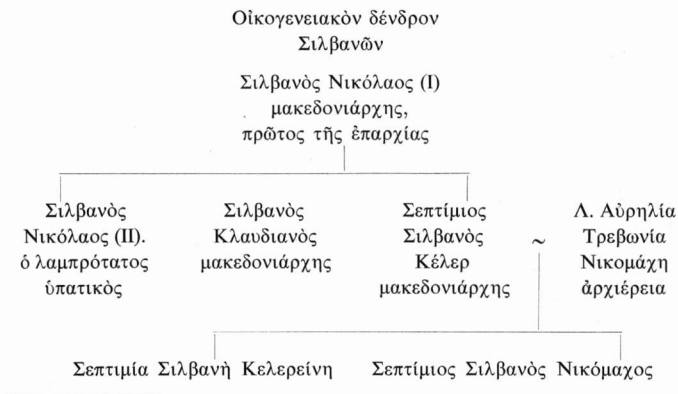 Οἰκογενειακὸν δένδρον
Σιλβανῶν
Σιλβανὸς Νικόλαος (Ι)
μακεδονιάρχης,
πρῶτος τῆς ἐπαρχίας
Σιλβανὸς Σιλβανὸς Σεπτίμιος Λ. Αὐρηλία
Νικόλαος (ΙΙ). Κλαυδιανὸς Σιλβανὸς ~ Τρεβωνία
ὁ λαμπρότατος μακεδονιάρχης Κέλερ Νικομάχη
ὑπατικὸς μακεδονιάρχης ἀρχιέρεια
Σεπτιμία Σιλβανὴ Κελερείνη Σεπτίμιος Σιλβανὸς Νικόμαχος